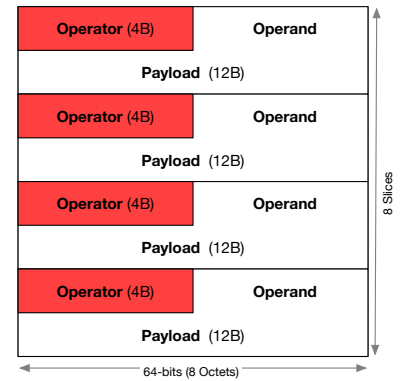 Operator (4B) Operand
Payload (12B)
Operator (4B) Operand
Payload (12B)
Operator (4B) Operand
Payload (12B)
Operator (4B) Operand
Payload (12B)
8 Slices
64-bits (8 Octets)